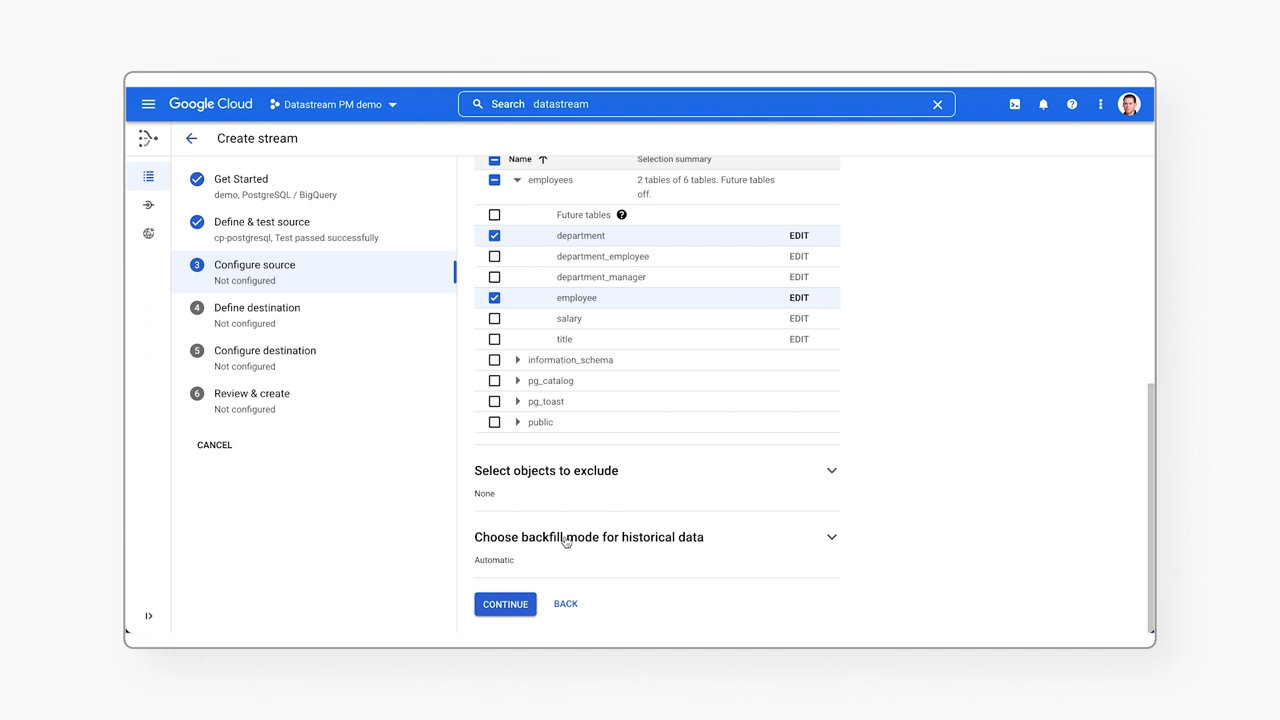 Google Cloud
Datastream PM demo
Search datastream
Create stream
Get Started
demo, PostgreSQL / BigQuery
Define & test source
cp-postgresql, Test passed successfully
3 Configure source
Not configured
4 Define destination
Not configured
5 Configure destination
Not configured
6 Review & create
Not configured
CANCEL
Name Selection summary
employees 2 tables of 6 tables. Future tables
off.
Future tables ?
department EDIT
department_employee EDIT
department_manager EDIT
employee EDIT
salary EDIT
title EDIT
information_schema
pg_catalog
pg_toast
public
Select objects to exclude
None
Choose backfill mode for historical data
Automatic
CONTINUE BACK